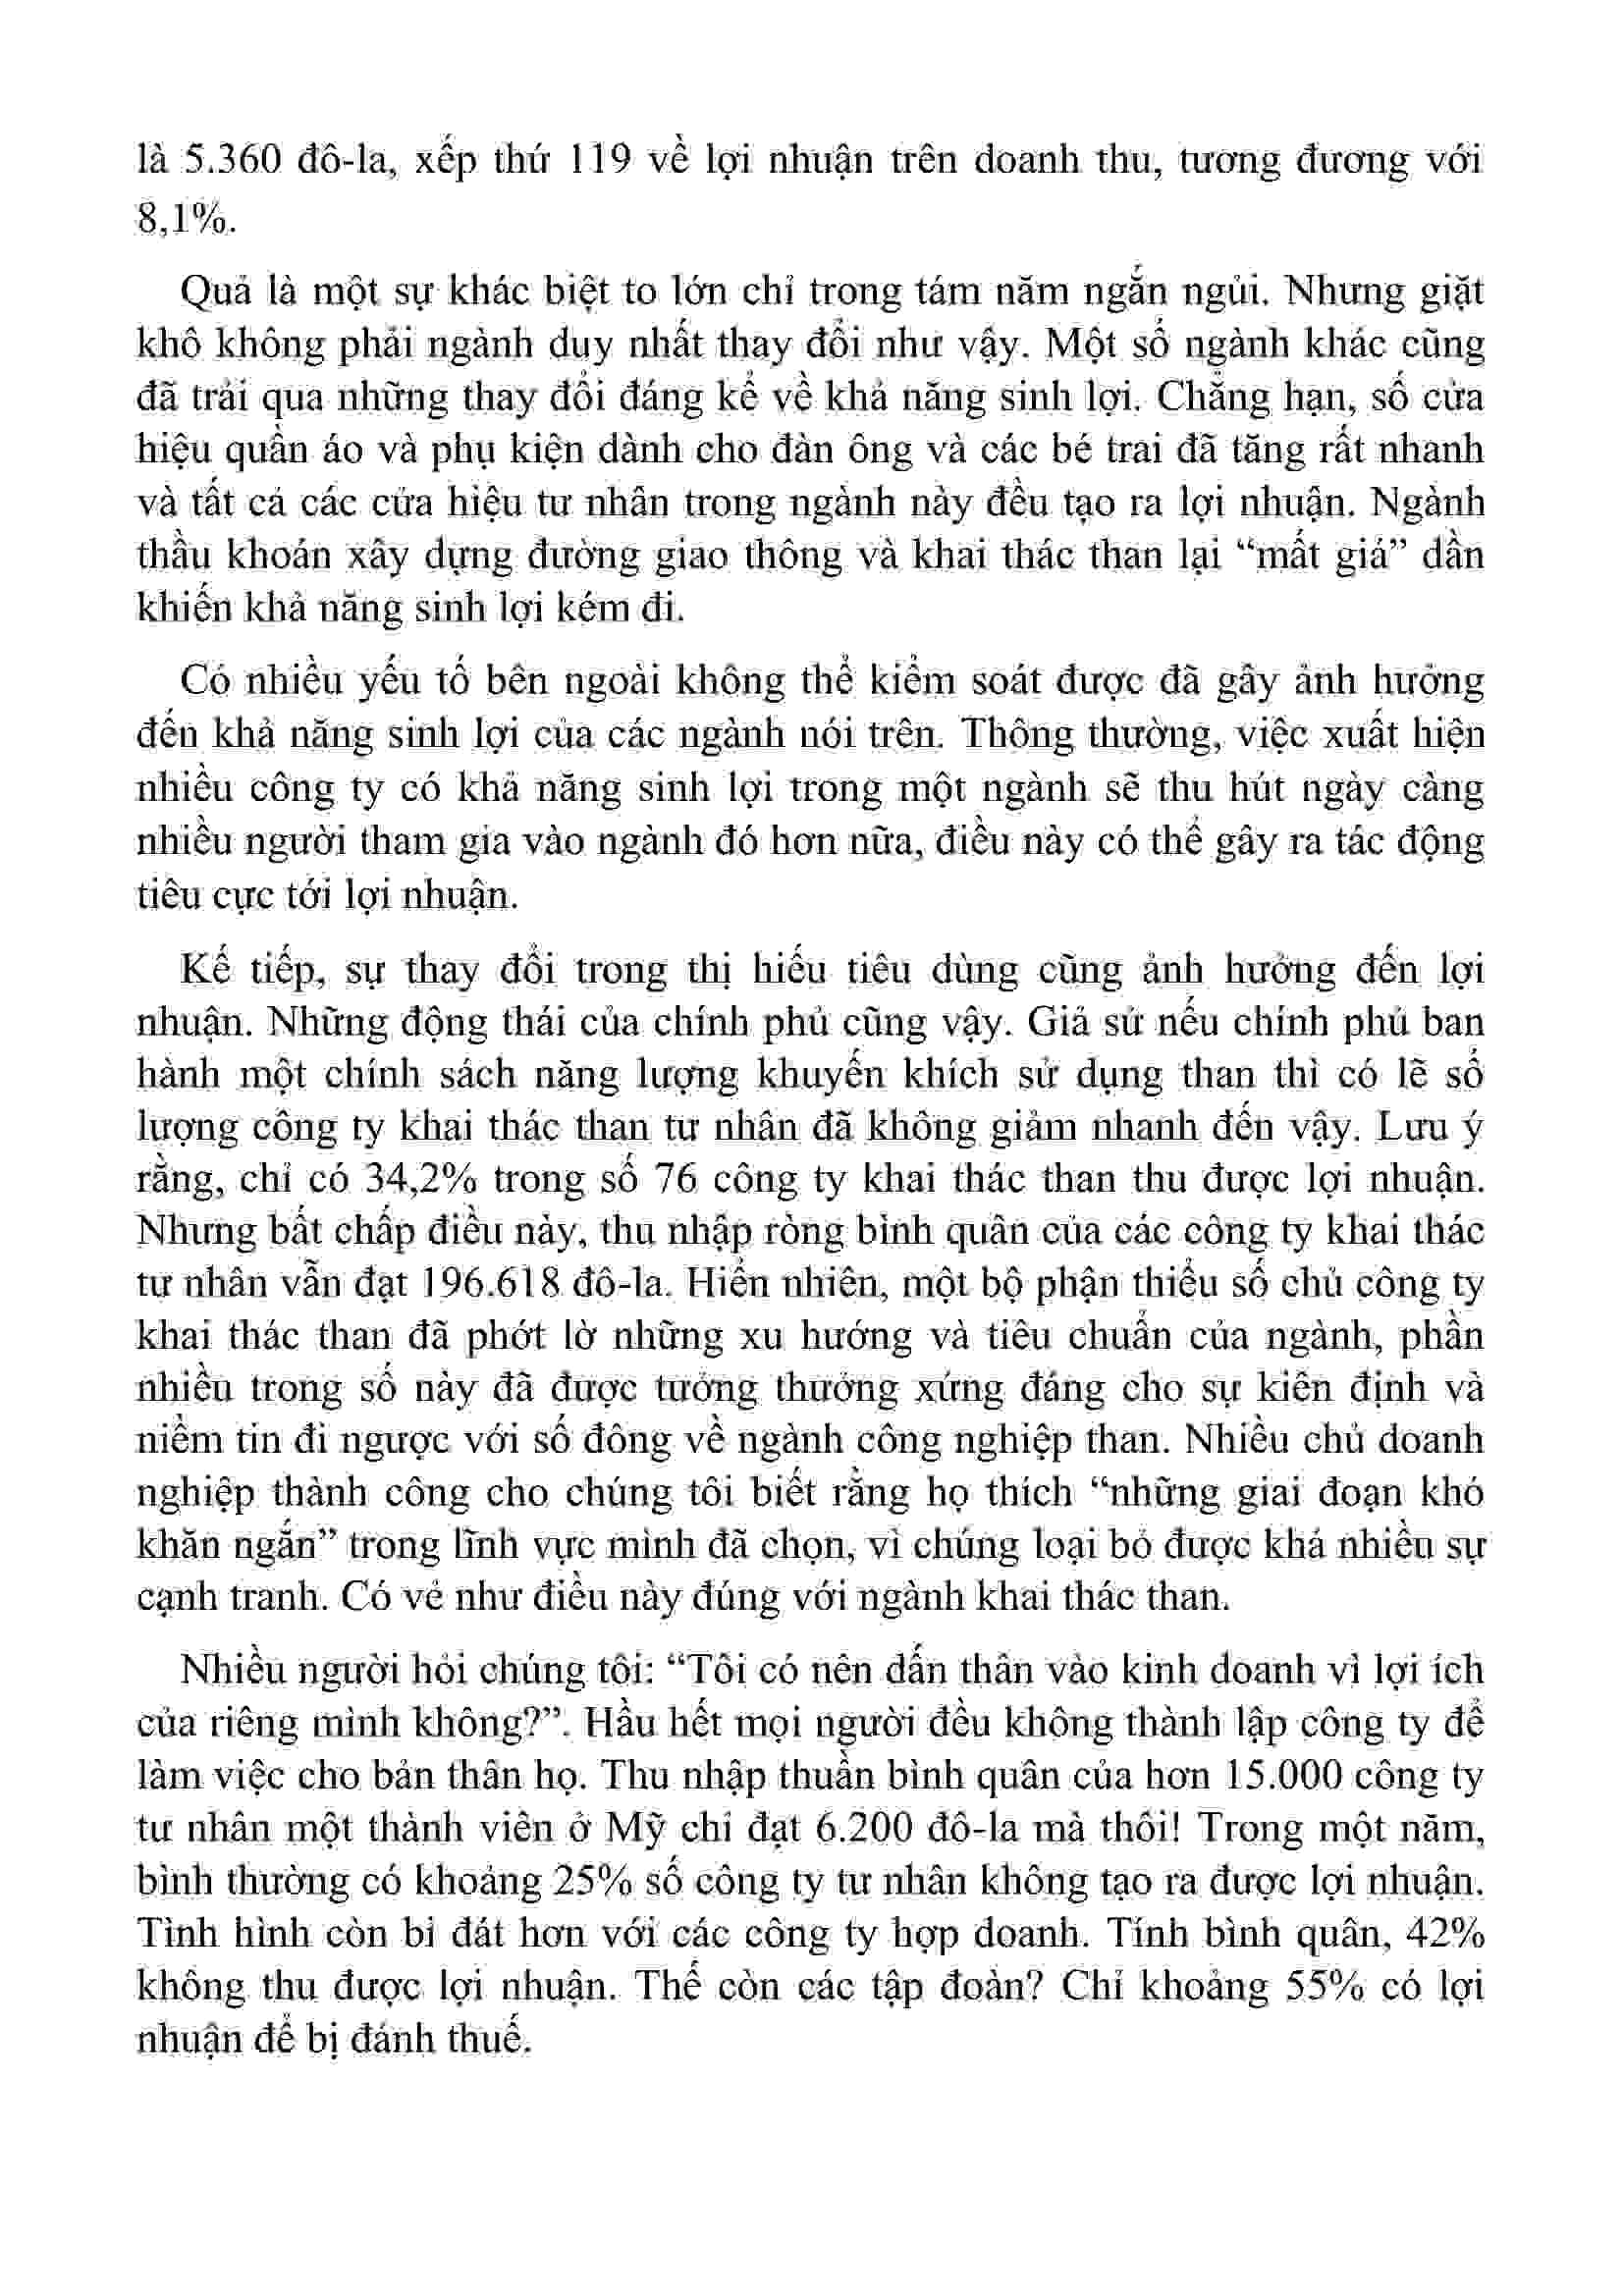 là 5.360 đô-la, xếp thứ 119 về lợi nhuận trên doanh thu, tương đương với
8,1%.
Quả là một sự khác biệt to lớn chỉ trong tám năm ngắn ngủi. Nhưng giặt
khô không phải ngành duy nhất thay đổi như vậy. Một số ngành khác cũng
đã trải qua những thay đổi đáng kể về khả năng sinh lợi. Chẳng hạn, số cửa
hiệu quần áo và phụ kiện dành cho đàn ông và các bé trai đã tăng rất nhanh
và tất cả các cửa hiệu tư nhân trong ngành này đều tạo ra lợi nhuận. Ngành
thầu khoán xây dựng đường giao thông và khai thác than lại “mất giá” dần
khiến khả năng sinh lợi kém đi.
Có nhiều yếu tố bên ngoài không thể kiểm soát được đã gây ảnh hưởng
đến khả năng sinh lợi của các ngành nói trên. Thông thường, việc xuất hiện
nhiều công ty có khả năng sinh lợi trong một ngành sẽ thu hút ngày càng
nhiều người tham gia vào ngành đó hơn nữa, điều này có thể gây ra tác động
tiêu cực tới lợi nhuận.
Kế tiếp, sự thay đổi trong thị hiếu tiêu dùng cũng ảnh hưởng đến lợi
nhuận. Những động thái của chính phủ cũng vậy. Giả sử nếu chính phủ ban
hành một chính sách năng lượng khuyến khích sử dụng than thì có lẽ số
lượng công ty khai thác than tư nhân đã không giảm nhanh đến vậy. Lưu ý
rằng, chỉ có 34,2% trong số 76 công ty khai thác than thu được lợi nhuận.
Nhưng bất chấp điều này, thu nhập ròng bình quân của các công ty khai thác
tư nhân vẫn đạt 196.618 đô-la. Hiển nhiên, một bộ phận thiểu số chủ công ty
khai thác than đã phớt lờ những xu hướng và tiêu chuẩn của ngành, phần
nhiều trong số này đã được tưởng thưởng xứng đáng cho sự kiên định và
niềm tin đi ngược với số đông về ngành công nghiệp than. Nhiều chủ doanh
nghiệp thành công cho chúng tôi biết rằng họ thích “những giai đoạn khó
khăn ngắn” trong lĩnh vực mình đã chọn, vì chúng loại bỏ được khá nhiều sự
cạnh tranh. Có vẻ như điều này đúng với ngành khai thác than.
Nhiều người hỏi chúng tôi: “Tôi có nên dấn thân vào kinh doanh vì lợi ích
của riêng mình không?”. Hầu hết mọi người đều không thành lập công ty để
làm việc cho bản thân họ. Thu nhập thuần bình quân của hơn 15.000 công ty
tư nhân một thành viên ở Mỹ chỉ đạt 6.200 đô-la mà thôi! Trong một năm,
bình thường có khoảng 25% số công ty tư nhân không tạo ra được lợi nhuận.
Tình hình còn bi đát hơn với các công ty hợp doanh. Tính bình quân, 42%
không thu được lợi nhuận. Thế còn các tập đoàn? Chỉ khoảng 55% có lợi
nhuận để bị đánh thuế.